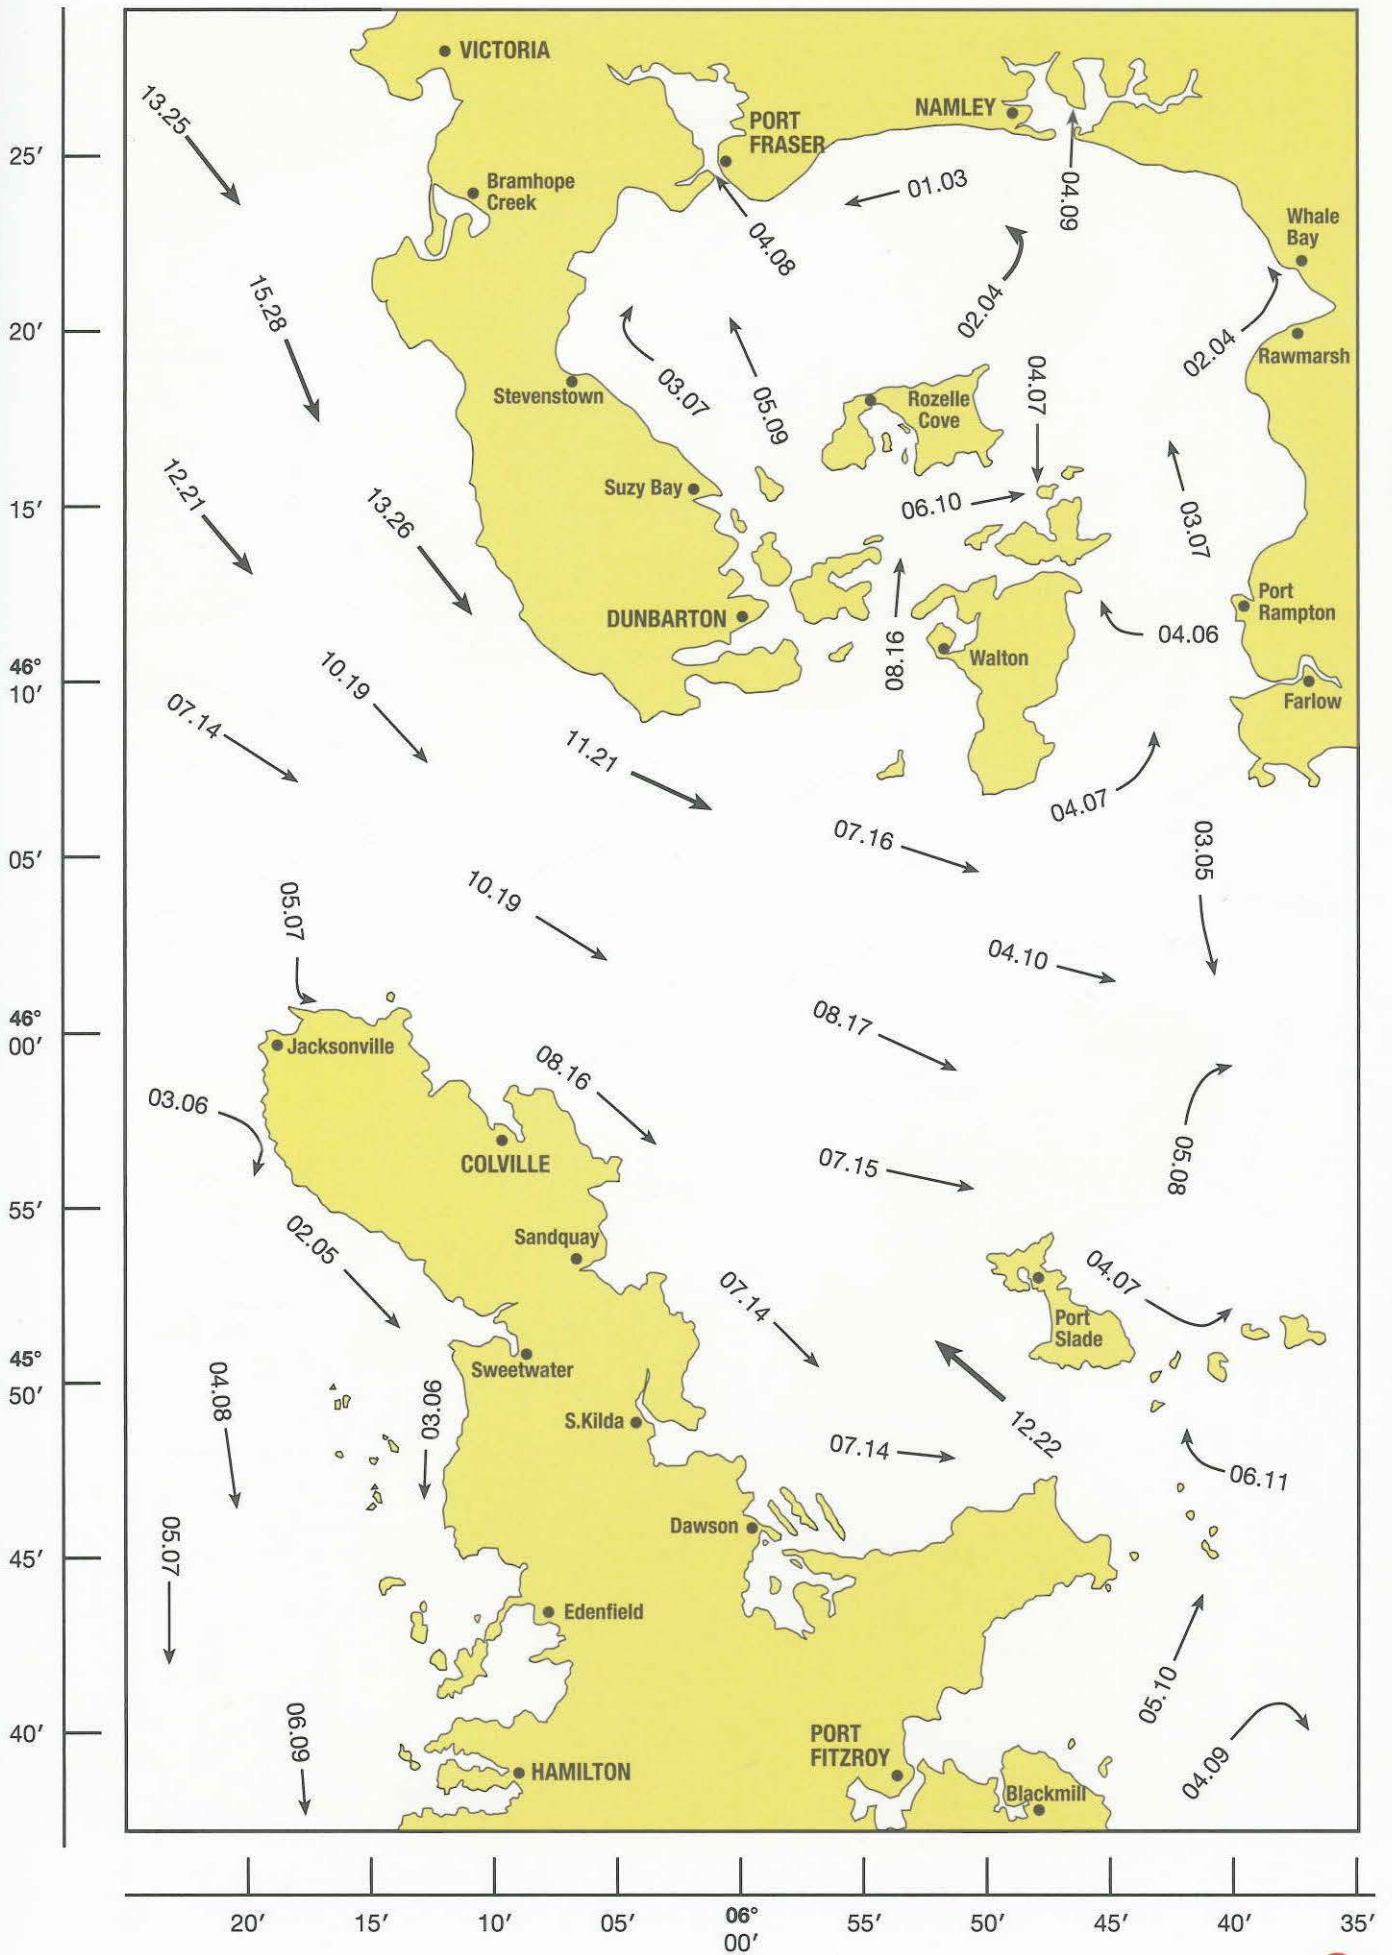 VICTORIA
13.25
NAMLEY
PORT
FRASER
25′
01.03
04.09
Bramhope
Creek
Whale
Bay
04.08
15.28
02.04
20′
02.04
Rawmarsh
Stevenstown
03.07
05.09
04.07
Rozelle
Cove
12.21
13.26
Suzy Bay
06.10
15′
03.07
DUNBARTON
Port
Rampton
04.06
08.16
Walton
46°
10′
10.19
Farlow
07.14
11.21
04.07
07.16
03.05
05′
05.07
10.19
04.10
46°
00′
08.17
Jacksonville
08.16
03.06
COLVILLE
07.15
05.08
55′
02.05
Sandquay
07.14
04.07
Port
Slade
45°
50′
Sweetwater
04.08
03.06
S.Kilda
07.14
12.22
06.11
Dawson
05.07
45′
Edenfield
05.10
06.09
40′
PORT
FITZROY
04.09
HAMILTON
Blackmill
20′ 15′ 10′ 05′ 06° 55′ 50′ 45′ 40′ 35′
00′